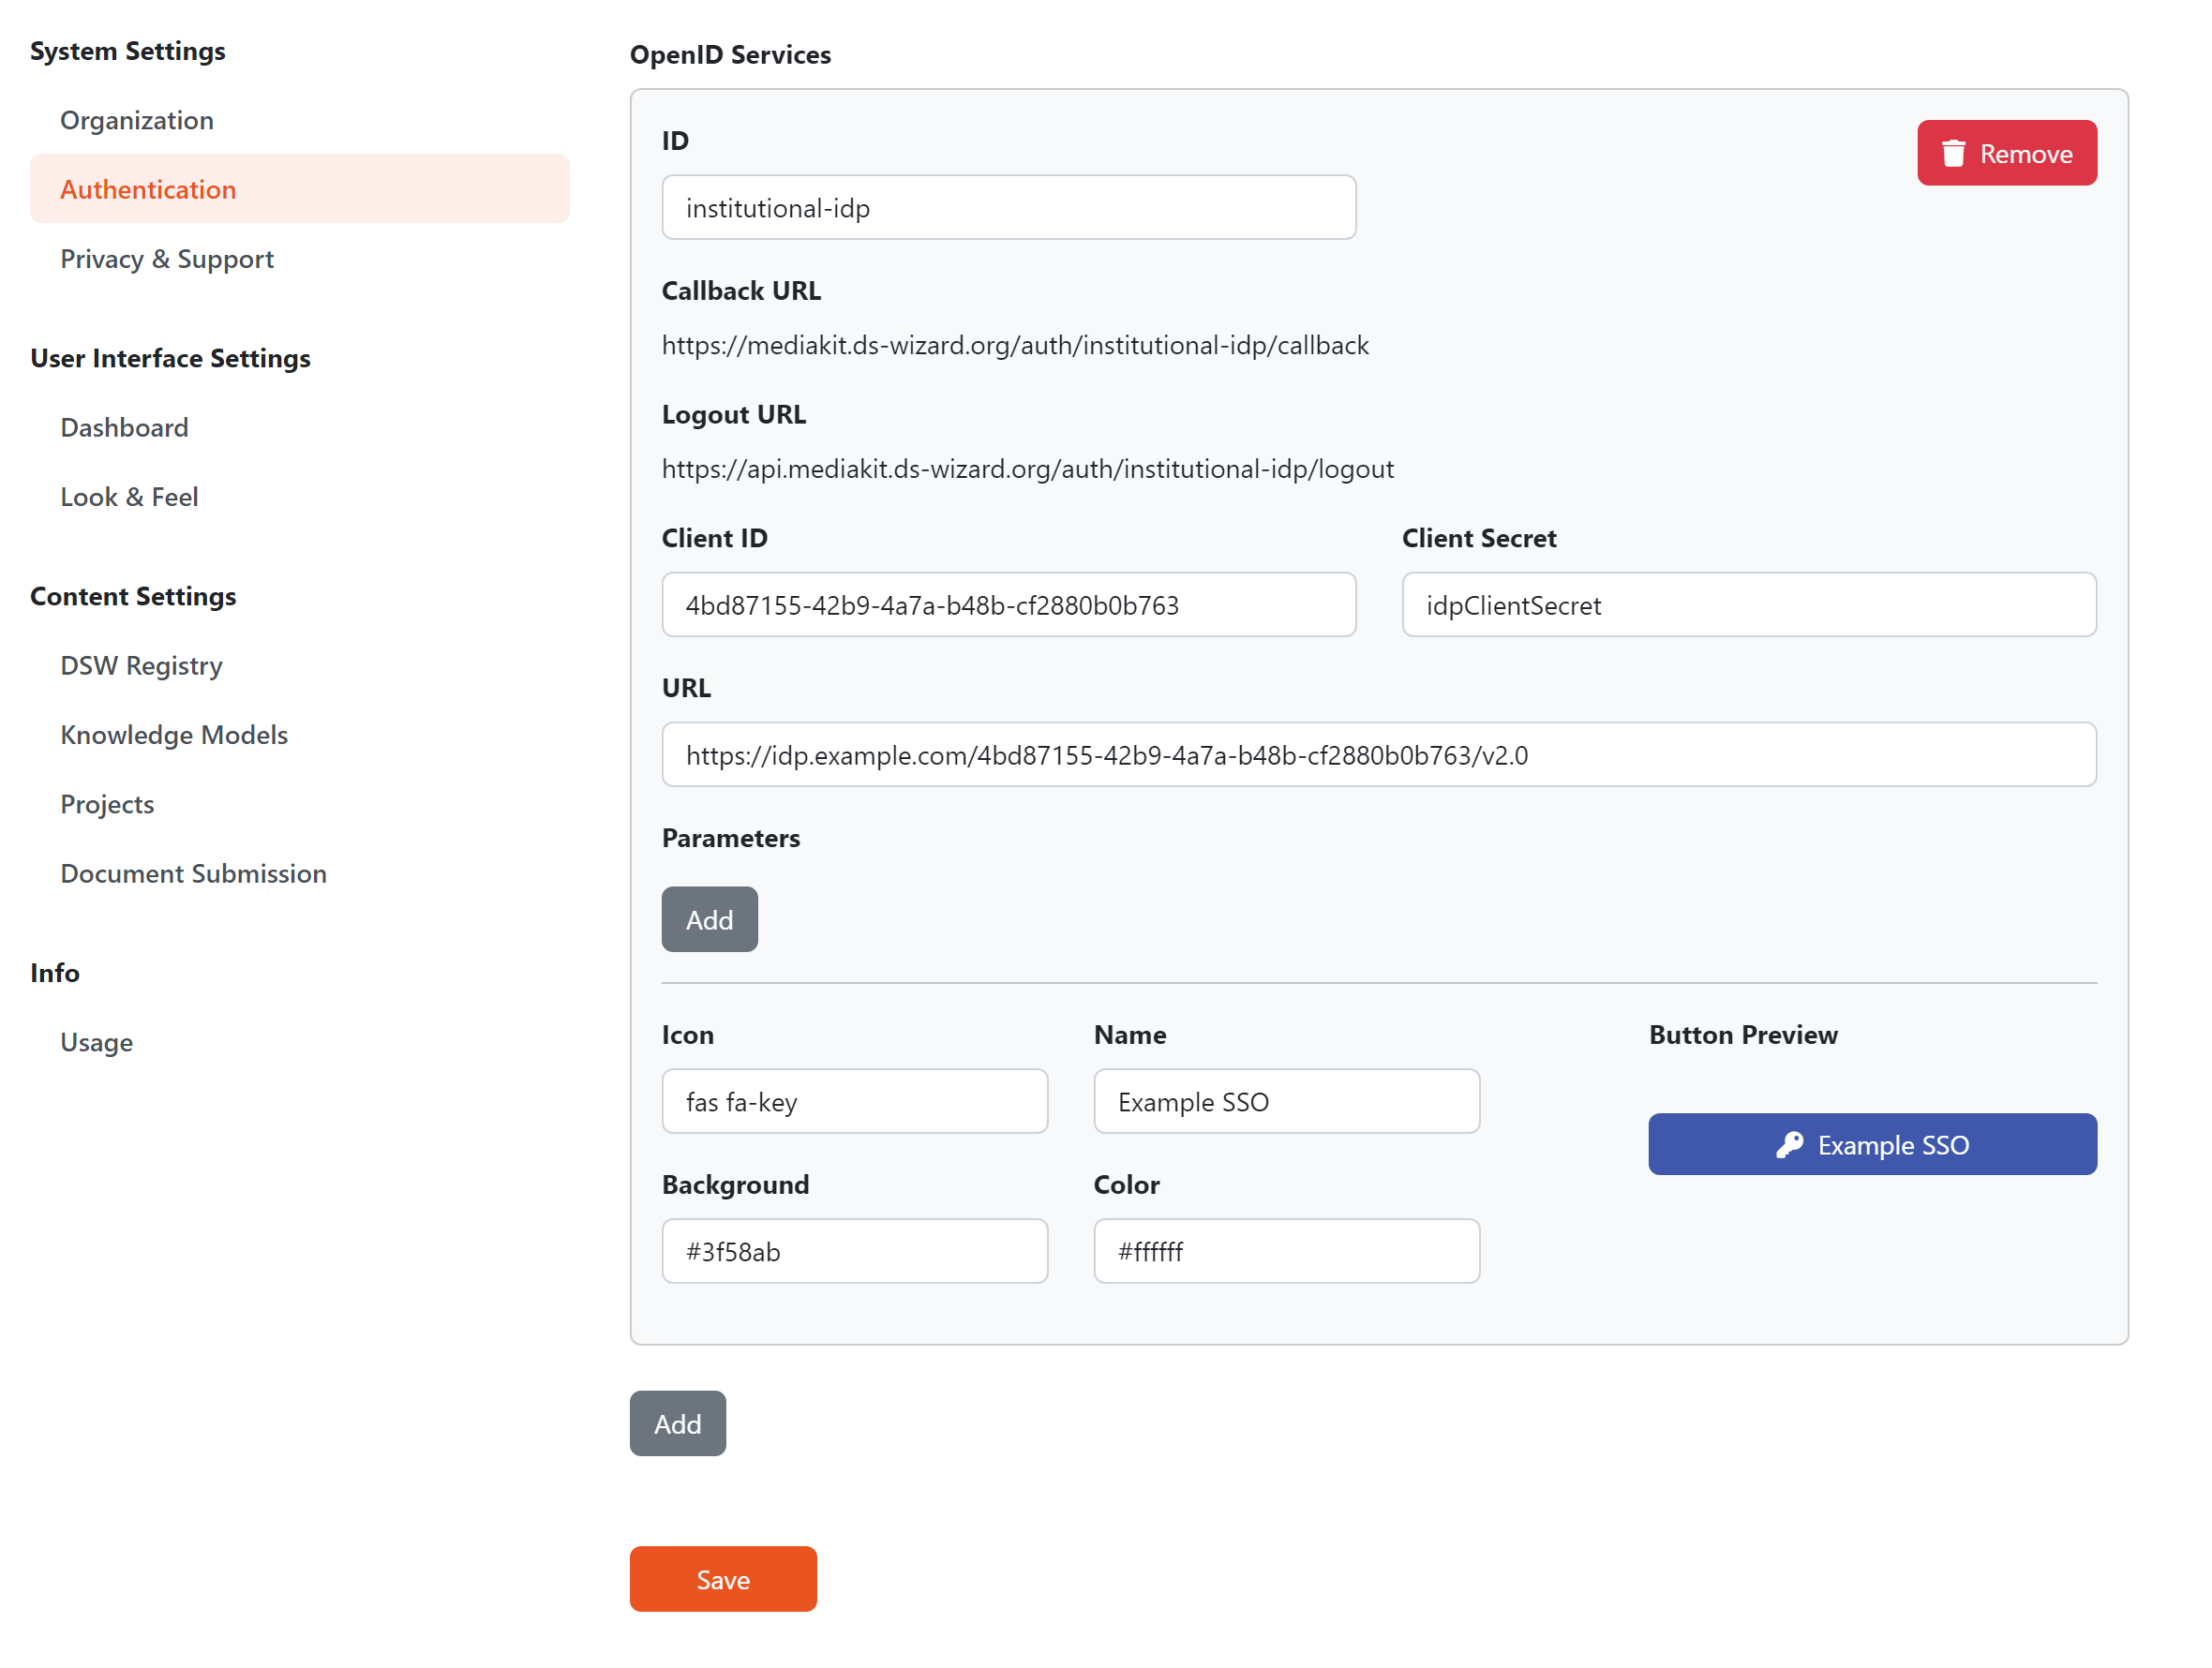 System Settings
Organization
Authentication
Privacy & Support
User Interface Settings
Dashboard
Look & Feel
Content Settings
DSW Registry
Knowledge Models
Projects
Document Submission
Info
Usage
OpenID Services
ID
Remove
institutional-idp
Callback URL
https://mediakit.ds-wizard.org/auth/institutional-idp/callback
Logout URL
https://api.mediakit.ds-wizard.org/auth/institutional-idp/logout
Client ID
Client Secret
4bd87155-42b9-4a7a-b48b-cf2880b0b763
idpClientSecret
URL
https://idp.example.com/4bd87155-42b9-4a7a-b48b-cf2880b0b763/v2.0
Parameters
Add
Icon
Name
Button Preview
fas fa-key
Example SSO
Example SSO
Background
Color
#3f58ab
#ffffff
Add
Save